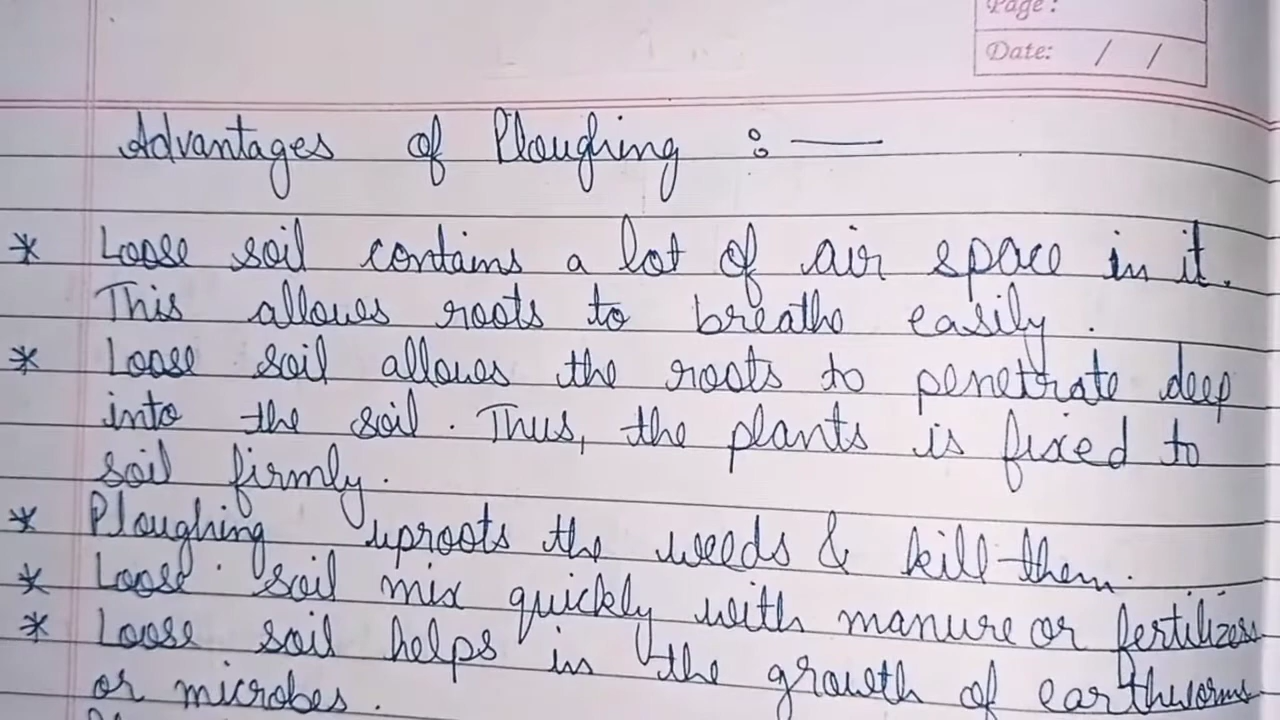 Page:
Date: / /
Advantages of Ploughing :—
* Loose soil contains a lot of air space in it.
This allows roots to breathe easily.
* Loose soil allows the roots to penetrate deep
into the soil. Thus, the plants is fixed to
soil firmly.
* Ploughing uproots the weeds & kill them.
* Loose soil mix quickly with manure or fertilizers
* Loose soil helps in the growth of earthworms
or microbes.